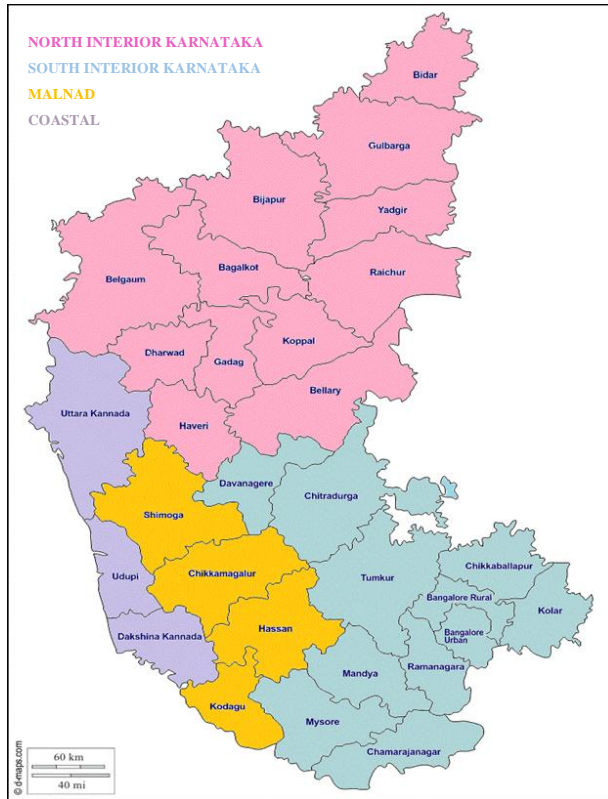 NORTH INTERIOR KARNATAKA
SOUTH INTERIOR KARNATAKA
MALNAD
COASTAL
Bidar
Gulbarga
Bijapur
Yadgir
Bagalkot
Raichur
Belgaum
Koppal
Dharwad
Gadag
Bellary
Uttara Kannada
Haveri
Davanagere
Chitradurga
Shimoga
Chikkaballapur
Udupi
Chikkamagalur
Tumkur
Bangalore Rural
Kolar
Dakshina Kannada
Hassan
Bangalore
Urban
Mandya
Ramanagara
Kodagu
Mysore
Chamarajanagar
60 km
40 mi
© d-maps.com